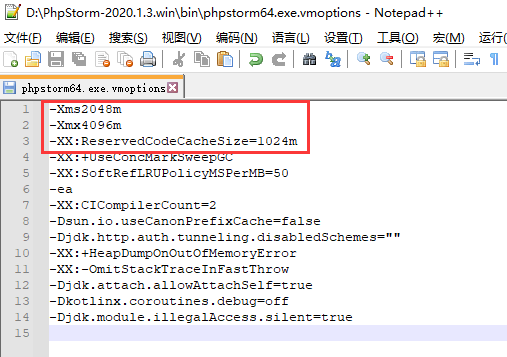 D:\PhpStorm-2020.1.3.win\bin\phpstorm64.exe.vmoptions - Notepad++
文件(F) 编辑(E) 搜索(S) 视图(V) 编码(N) 语言(L) 设置(T) 工具(O) 宏(M) 运行(R)
phpstorm64.exe.vmoptions
1 -Xms2048m
2 -Xmx4096m
3 -XX:ReservedCodeCacheSize=1024m
4 -XX:+UseConcMarkSweepGC
5 -XX:SoftRefLRUPolicyMSPerMB=50
6 -ea
7 -XX:CICompilerCount=2
8 -Dsun.io.useCanonPrefixCache=false
9 -Djdk.http.auth.tunneling.disabledSchemes=""
10 -XX:+HeapDumpOnOutOfMemoryError
11 -XX:-OmitStackTraceInFastThrow
12 -Djdk.attach.allowAttachSelf=true
13 -Dkotlinx.coroutines.debug=off
14 -Djdk.module.illegalAccess.silent=true
15